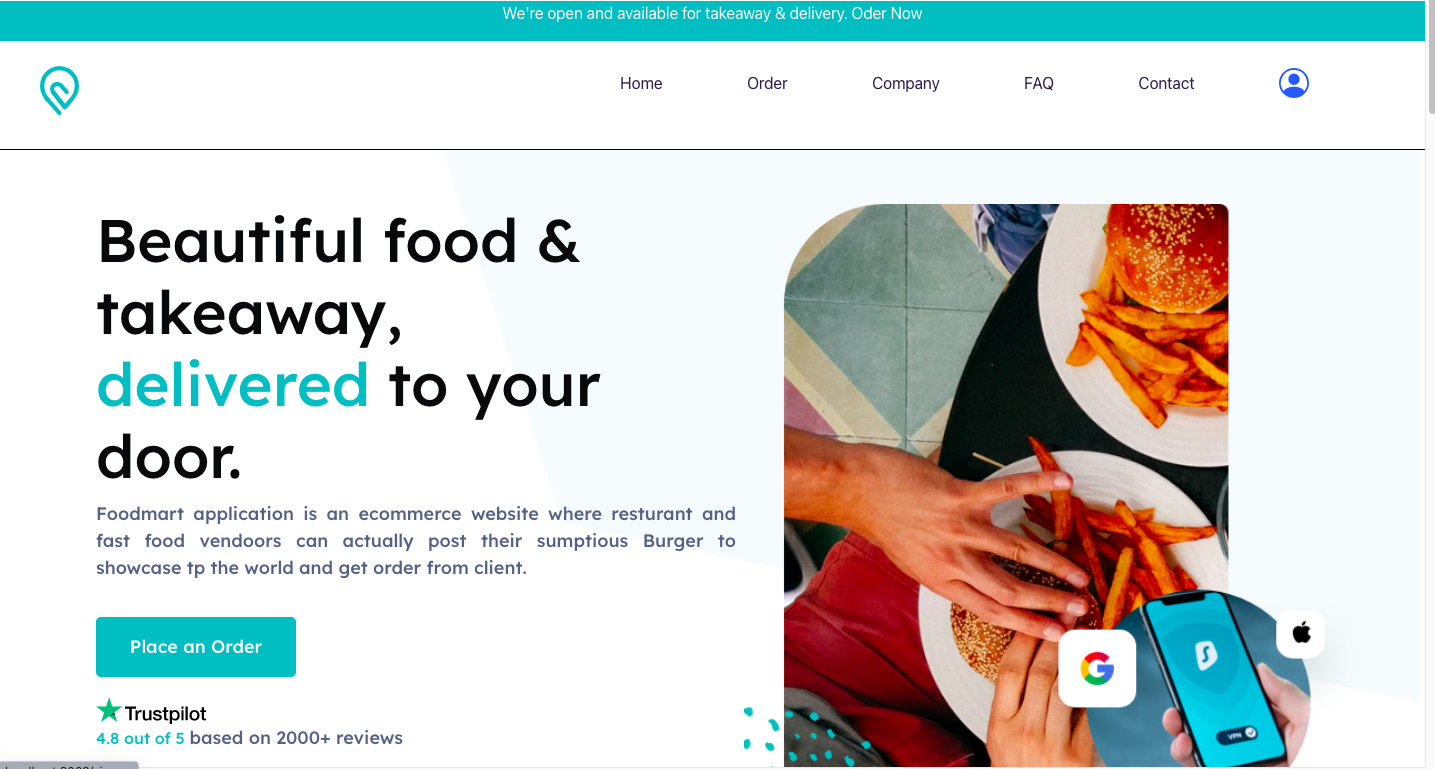 We're open and available for takeaway & delivery. Oder Now
Home Order Company FAQ Contact
Beautiful food &
takeaway,
delivered to your
door.
Foodmart application is an ecommerce website where resturant and
fast food vendoors can actually post their sumptious Burger to
showcase tp the world and get order from client.
Place an Order
Trustpilot
4.8 out of 5 based on 2000+ reviews
G
VPN